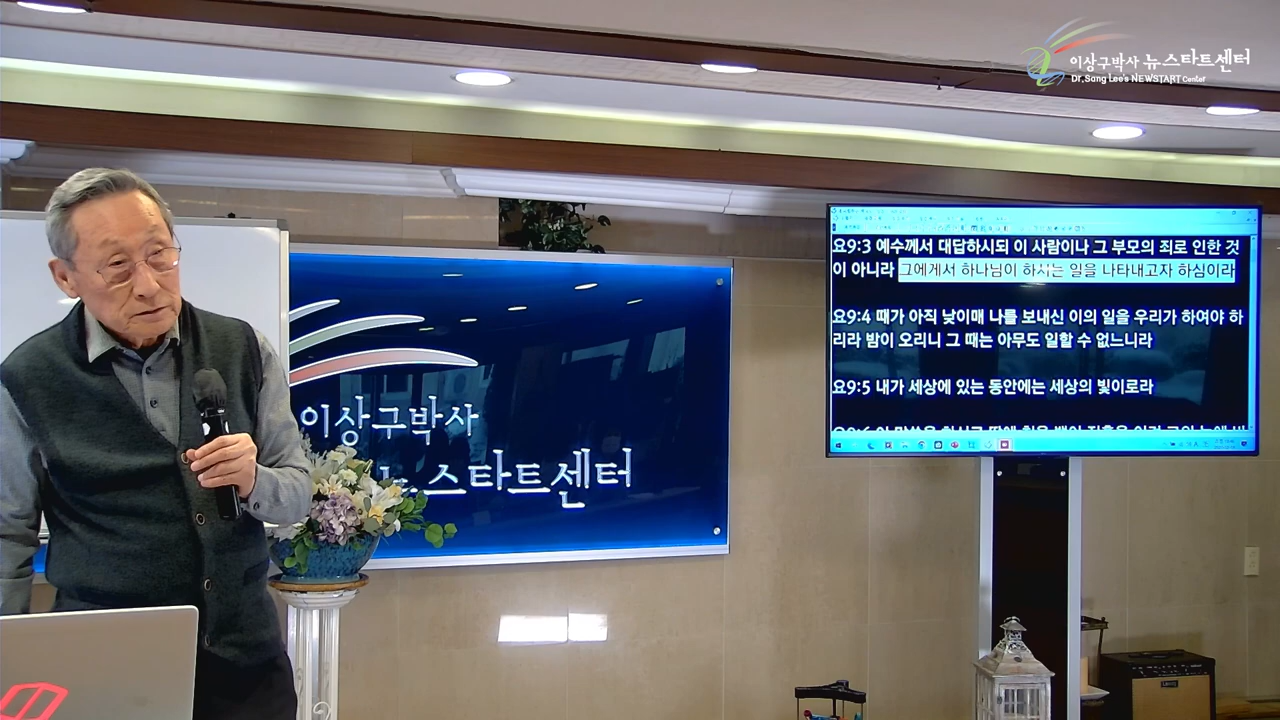 이상구박사 뉴스타트센터
Dr.Sang Lee's NEWSTART Center
요9:3 예수께서 대답하시되 이 사람이나 그 부모의 죄로 인한 것
이 아니라 그에게서 하나님이 하시는 일을 나타내고자 하심이라
요9:4 때가 아직 낮이매 나를 보내신 이의 일을 우리가 하여야 하
리라 밤이 오리니 그 때는 아무도 일할 수 없느니라
요9:5 내가 세상에 있는 동안에는 세상의 빛이로라
이상구박사
뉴스타트센터